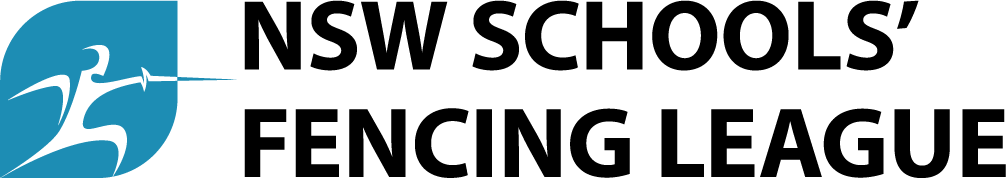 NSW SCHOOLS’
FENCING LEAGUE